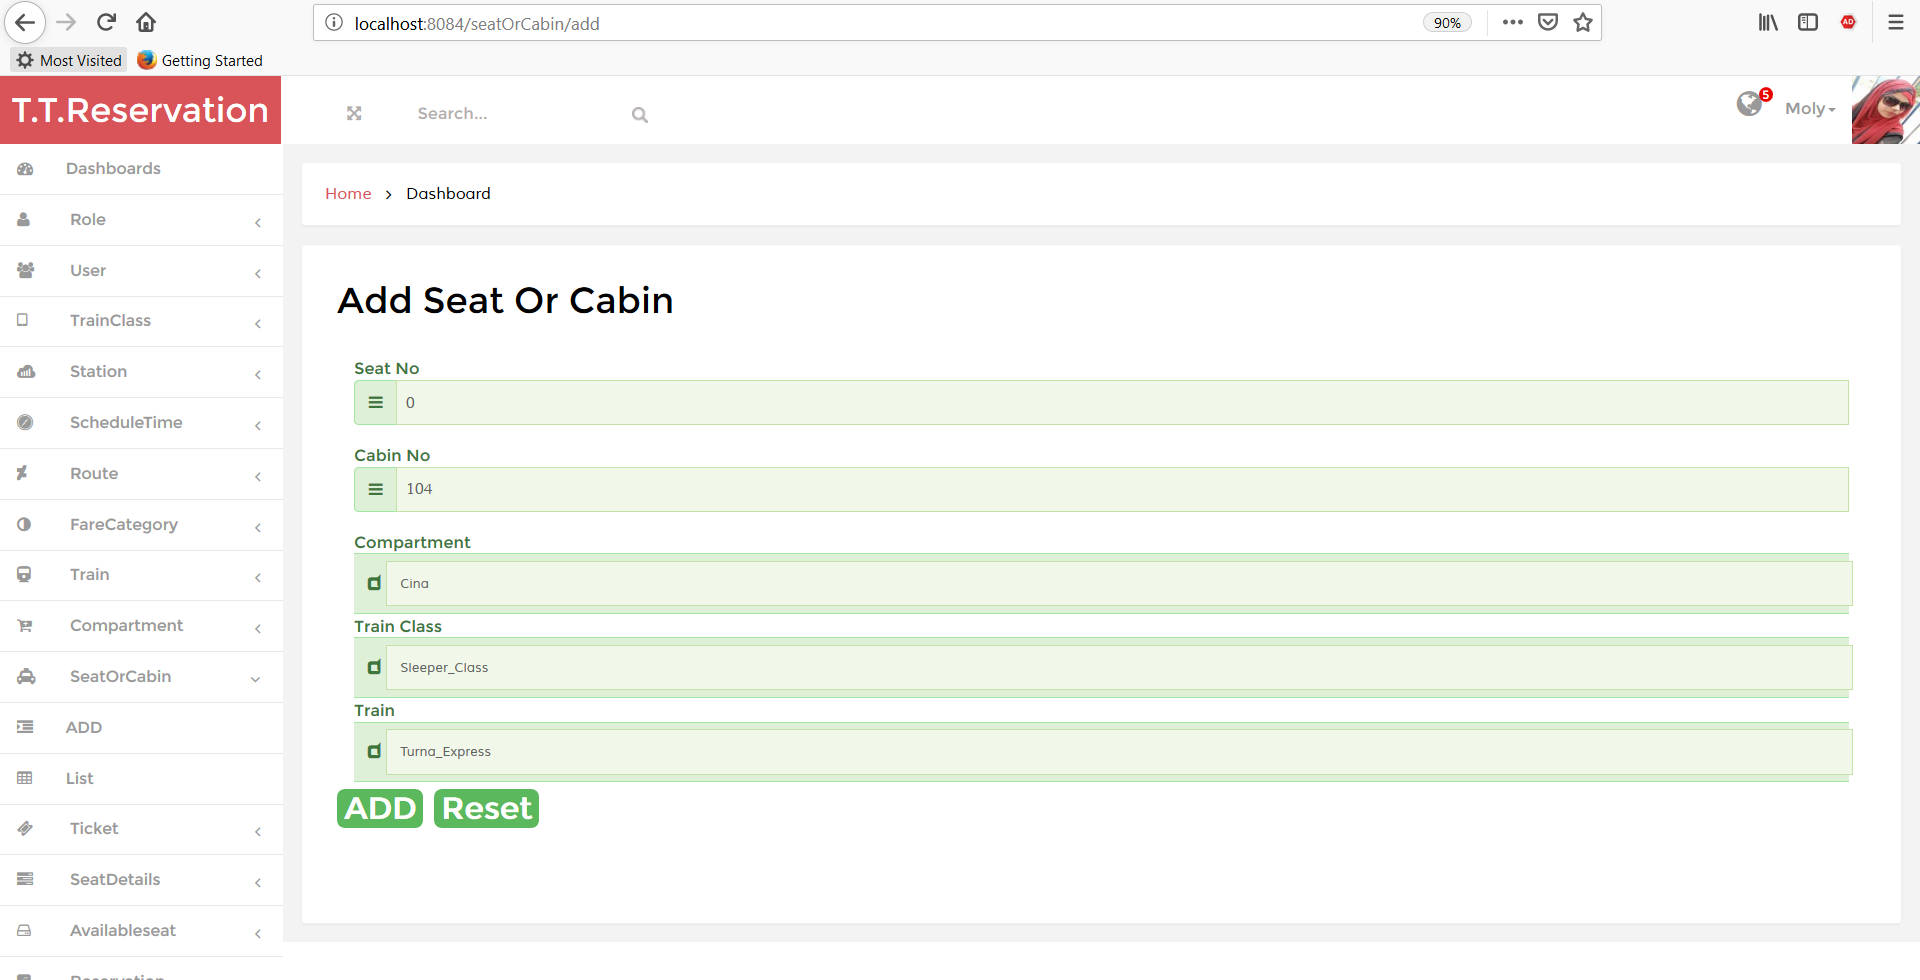 localhost:8084/seatOrCabin/add
90%
Most Visited
Getting Started
T.T.Reservation
Search...
5
Moly
Dashboards
Role
User
TrainClass
Station
ScheduleTime
Route
FareCategory
Train
Compartment
SeatOrCabin
ADD
List
Ticket
SeatDetails
Availableseat
Reservation
Home > Dashboard
Add Seat Or Cabin
Seat No
0
Cabin No
104
Compartment
Cina
Train Class
Sleeper_Class
Train
Turna_Express
ADD Reset